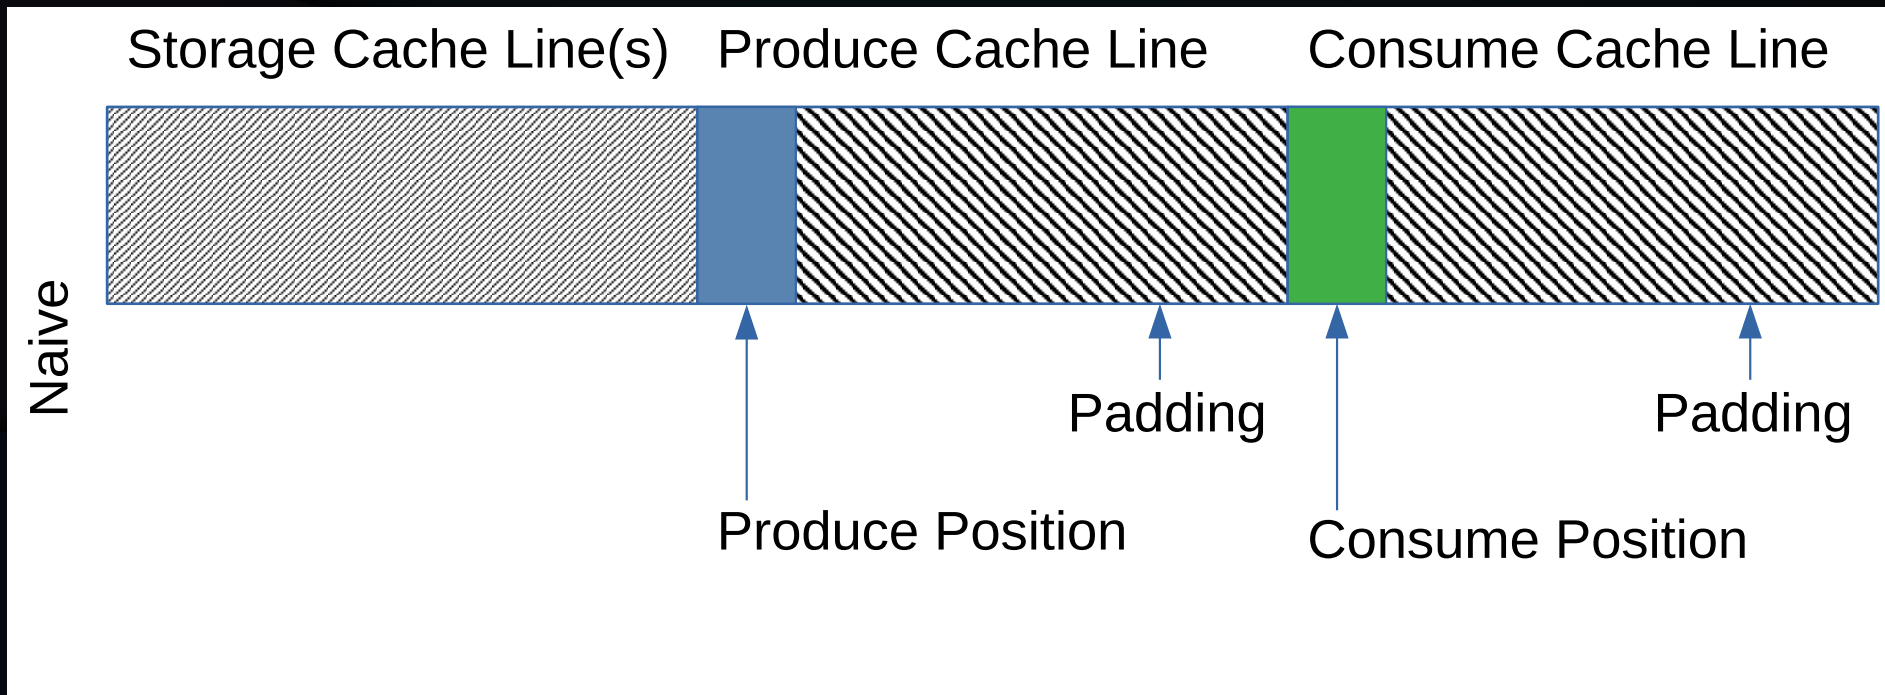 Storage Cache Line(s)
Produce Cache Line
Consume Cache Line
Naive
Padding
Padding
Produce Position
Consume Position